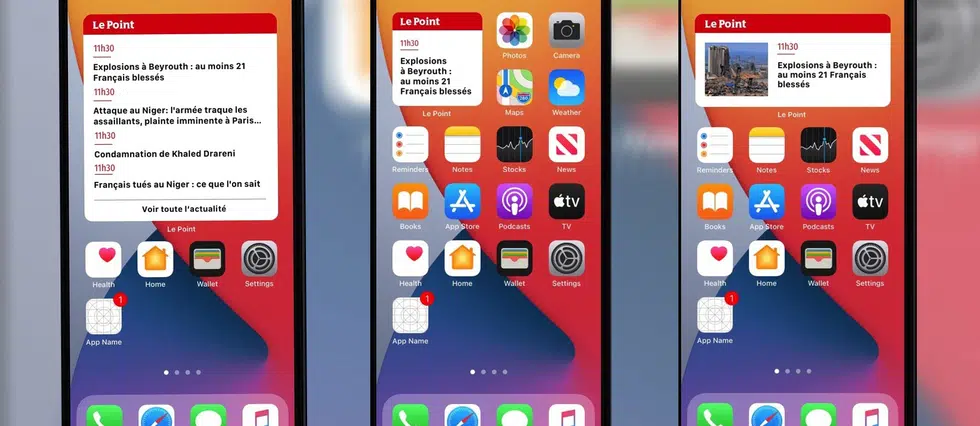 Le Point
11h30
Explosions à Beyrouth : au moins 21
Français blessés
11h30
Attaque au Niger: l'armée traque les
assaillants, plainte imminente à Paris...
11h30
Condamnation de Khaled Drareni
11h30
Français tués au Niger : ce que l'on sait
Voir toute l'actualité
Le Point
Health
Home
Wallet
Settings
1
App Name
Le Point
11h30
Explosions
à Beyrouth :
au moins 21
Français blessés
Le Point
Photos
Camera
280
Maps
Weather
Reminders
Notes
Stocks
News
Books
App Store
Podcasts
tv
TV
Health
Home
Wallet
Settings
1
App Name
Le Point
11h30
Explosions à Beyrouth :
au moins 21 Français
blessés
Le Point
Reminders
Notes
Stocks
News
Books
App Store
Podcasts
tv
TV
Health
Home
Wallet
Settings
1
App Name